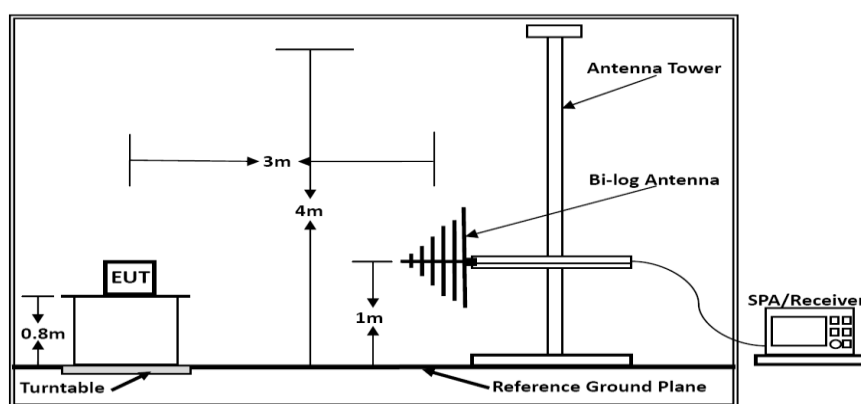 Antenna Tower
3m
Bi-log Antenna
4m
EUT
0.8m
1m
SPA/Receiver
Turntable
Reference Ground Plane